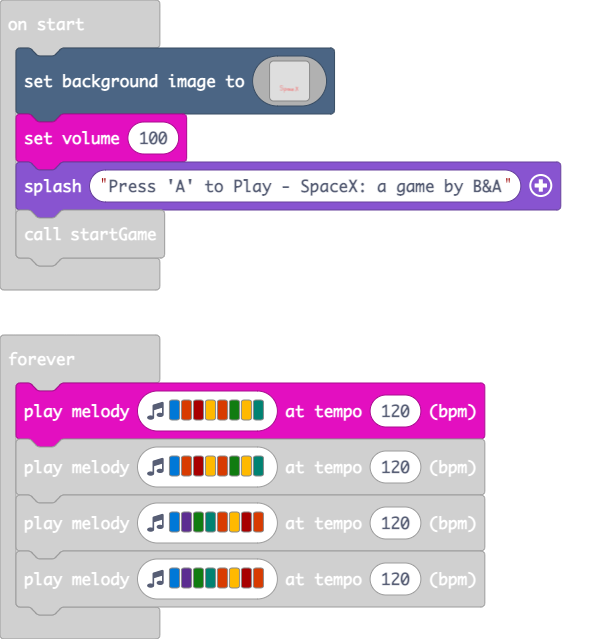 on start
set background image to
set volume 100
splash "Press 'A' to Play - SpaceX: a game by B&A"
call startGame
forever
play melody at tempo 120 (bpm)
play melody at tempo 120 (bpm)
play melody at tempo 120 (bpm)
play melody at tempo 120 (bpm)